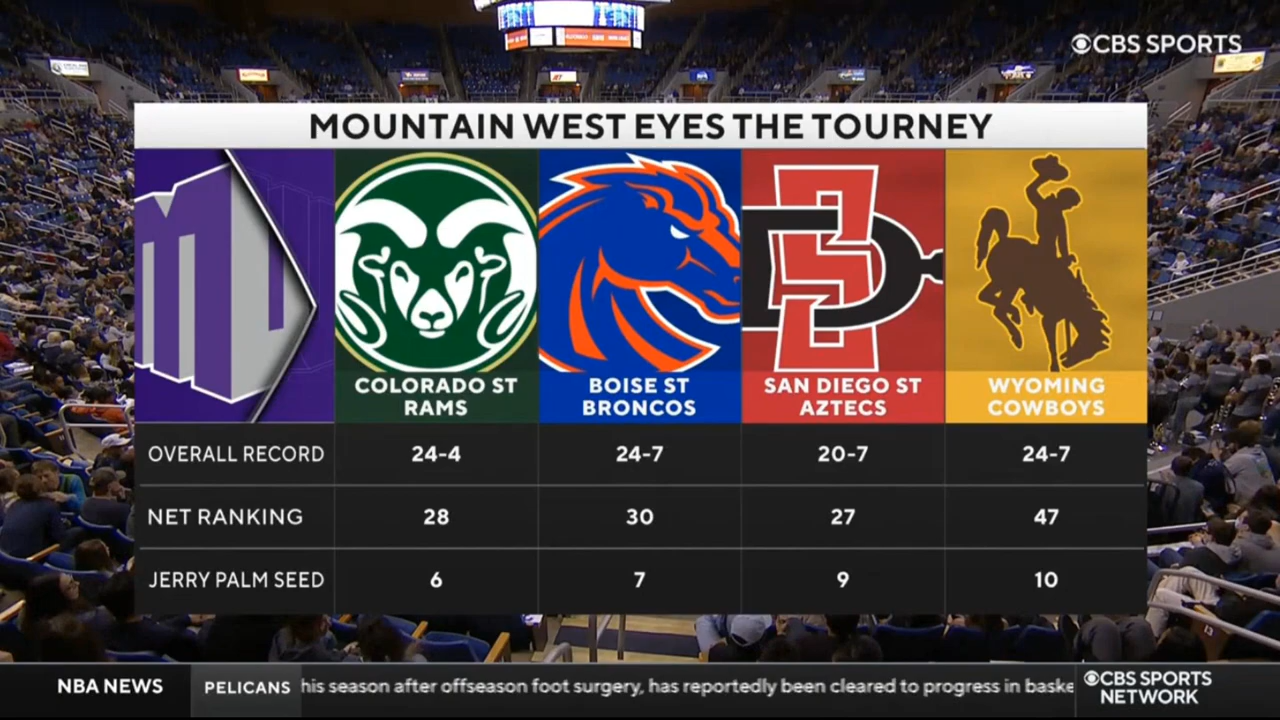 CBS SPORTS
MOUNTAIN WEST EYES THE TOURNEY
COLORADO ST
RAMS
BOISE ST
BRONCOS
SAN DIEGO ST
AZTECS
WYOMING
COWBOYS
OVERALL RECORD 24-4 24-7 20-7 24-7
NET RANKING 28 30 27 47
JERRY PALM SEED 6 7 9 10
NBA NEWS
PELICANS
his season after offseason foot surgery, has reportedly been cleared to progress in baske
CBS SPORTS
NETWORK